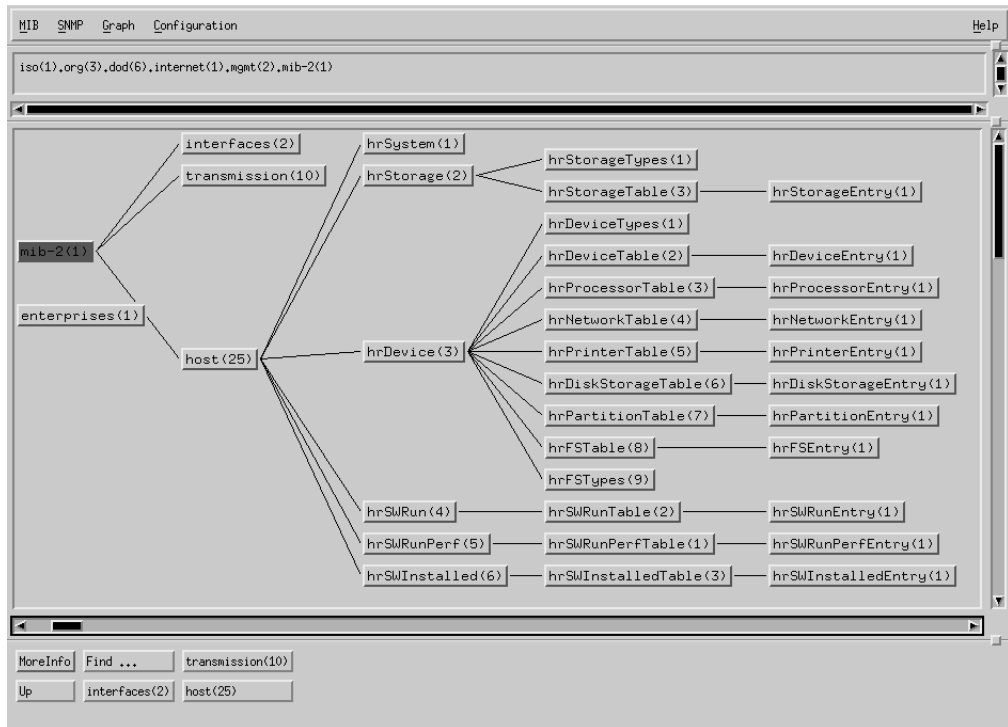 MIB SNMP Graph Configuration Help
iso(1).org(3).dod(6).internet(1).mgmt(2).mib-2(1)
interfaces(2) hrSystem(1)
hrStorageTypes(1)
transmission(10) hrStorage(2)
hrStorageTable(3) hrStorageEntry(1)
hrDeviceTypes(1)
mib-2(1) hrDeviceTable(2) hrDeviceEntry(1)
hrProcessorTable(3) hrProcessorEntry(1)
enterprises(1) hrNetworkTable(4) hrNetworkEntry(1)
host(25) hrDevice(3) hrPrinterTable(5) hrPrinterEntry(1)
hrDiskStorageTable(6) hrDiskStorageEntry(1)
hrPartitionTable(7) hrPartitionEntry(1)
hrFSTable(8) hrFSEntry(1)
hrFSTypes(9)
hrSWRun(4) hrSWRunTable(2) hrSWRunEntry(1)
hrSWRunPerf(5) hrSWRunPerfTable(1) hrSWRunPerfEntry(1)
hrSWInstalled(6) hrSWInstalledTable(3) hrSWInstalledEntry(1)
MoreInfo Find ... transmission(10)
Up interfaces(2) host(25)